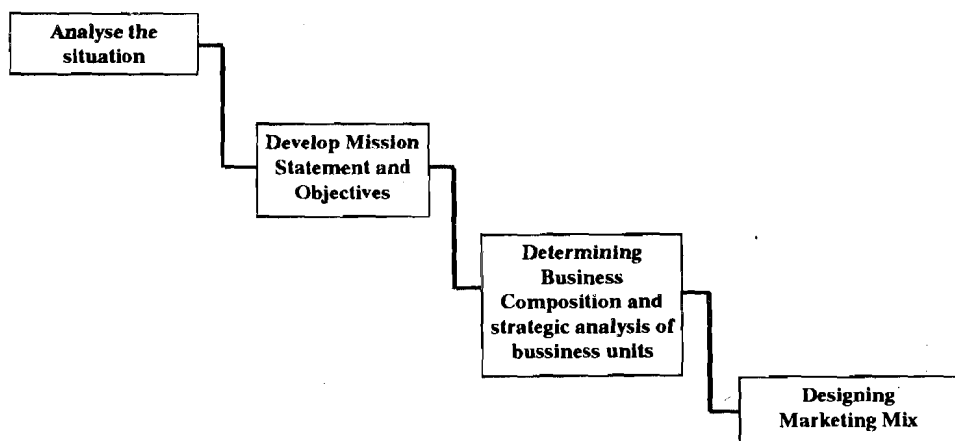 Analyse the
situation
Develop Mission
Statement and
Objectives
Determining
Business
Composition and
strategic analysis of
bussiness units
Designing
Marketing Mix